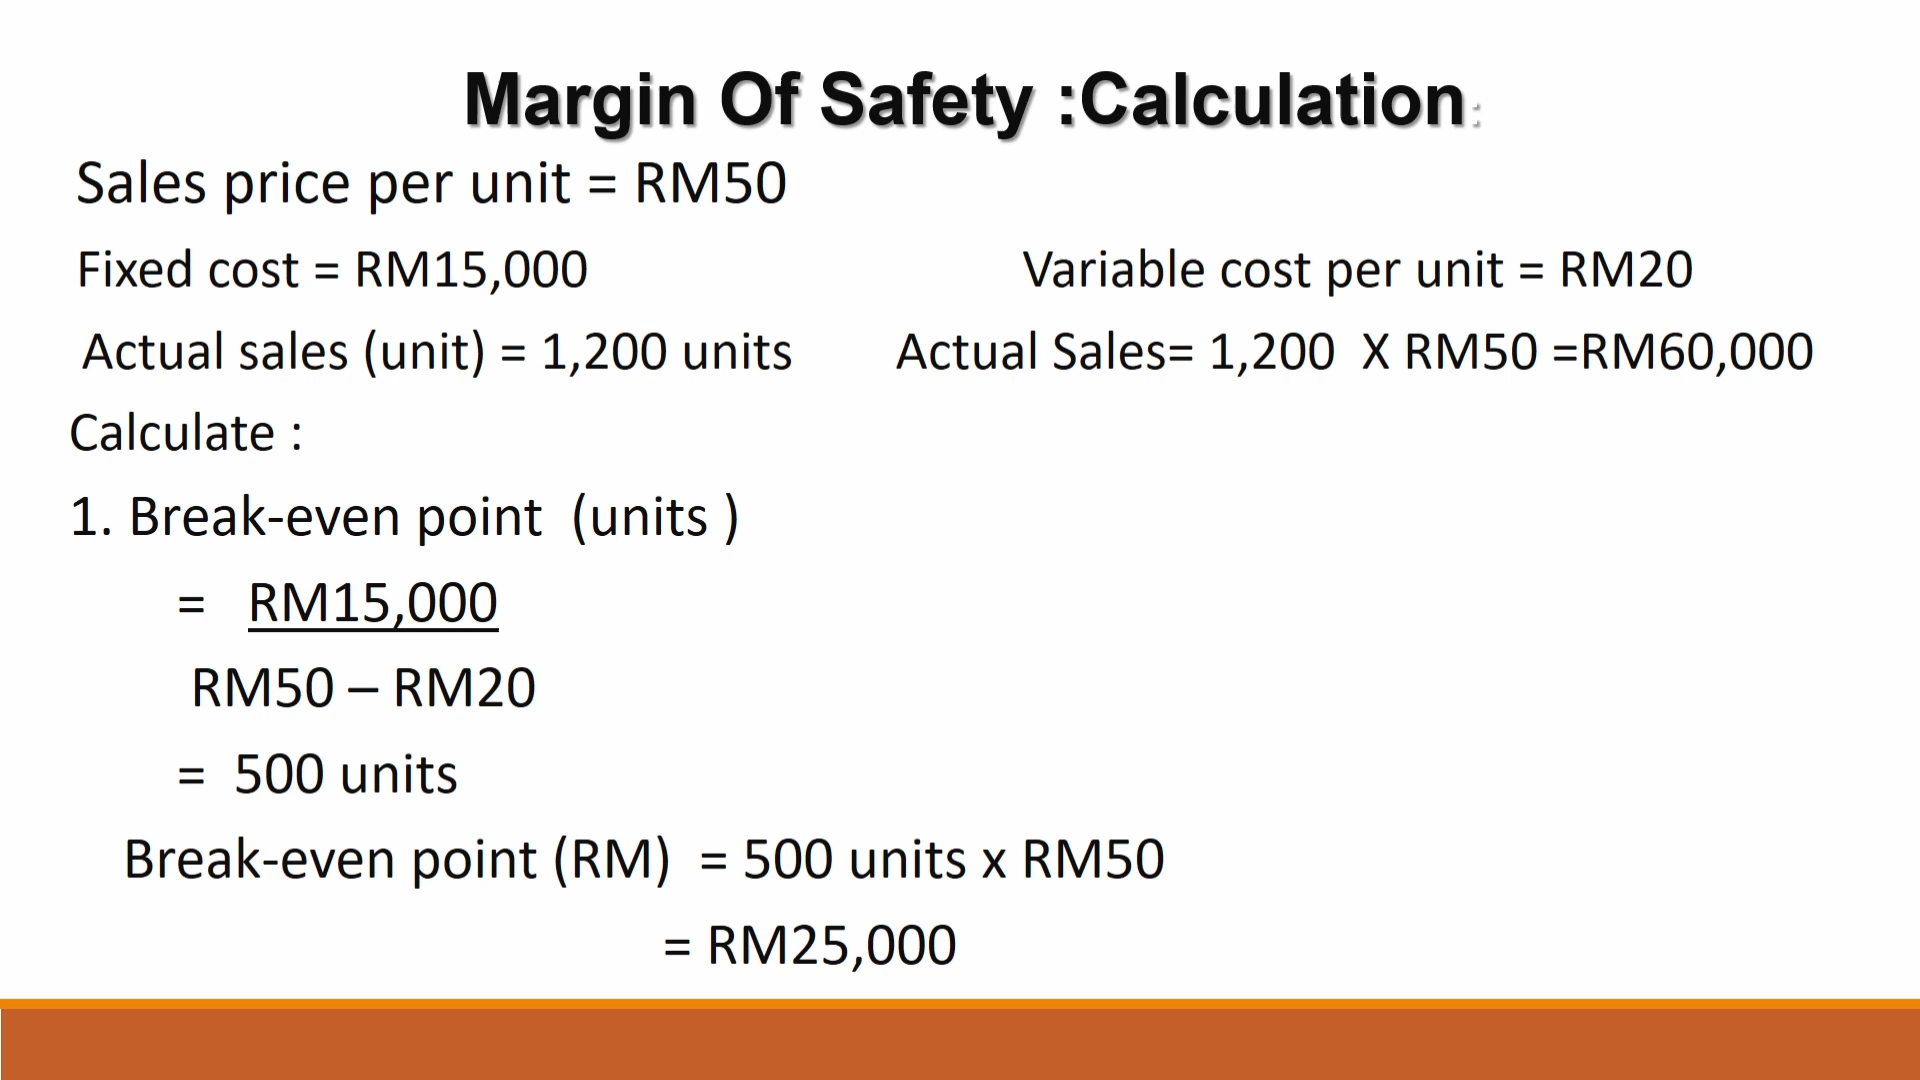 Margin Of Safety :Calculation:
Sales price per unit = RM50
Fixed cost = RM15,000 Variable cost per unit = RM20
Actual sales (unit) = 1,200 units Actual Sales= 1,200 X RM50 =RM60,000
Calculate :
1. Break-even point (units )
= RM15,000
RM50 – RM20
= 500 units
Break-even point (RM) = 500 units x RM50
= RM25,000